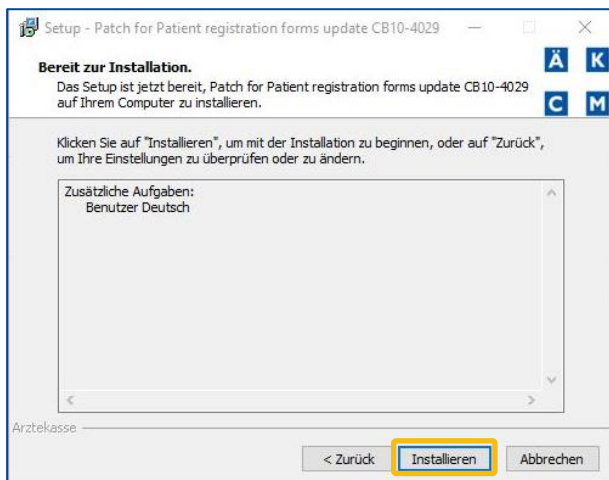 Setup - Patch for Patient registration forms update CB10-4029
Bereit zur Installation.
Das Setup ist jetzt bereit, Patch for Patient registration forms update CB10-4029
auf Ihrem Computer zu installieren.
Ä K
C M
Klicken Sie auf "Installieren", um mit der Installation zu beginnen, oder auf "Zurück",
um Ihre Einstellungen zu überprüfen oder zu ändern.
Zusätzliche Aufgaben:
Benutzer Deutsch
Arztekasse
< Zurück Installieren Abbrechen